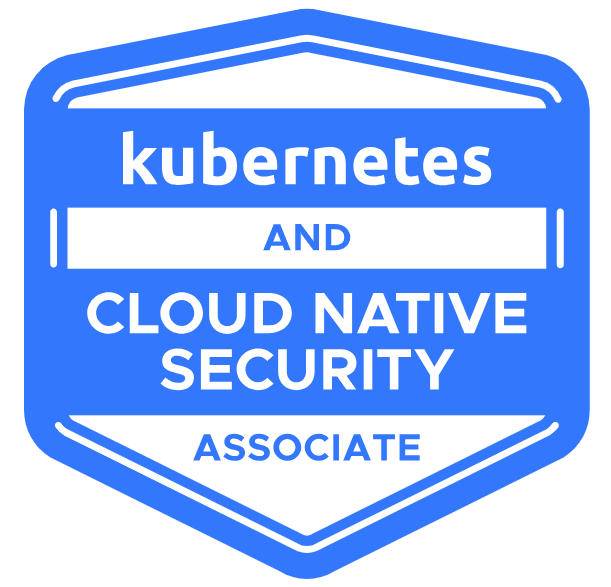 kubernetes
AND
CLOUD NATIVE
SECURITY
ASSOCIATE